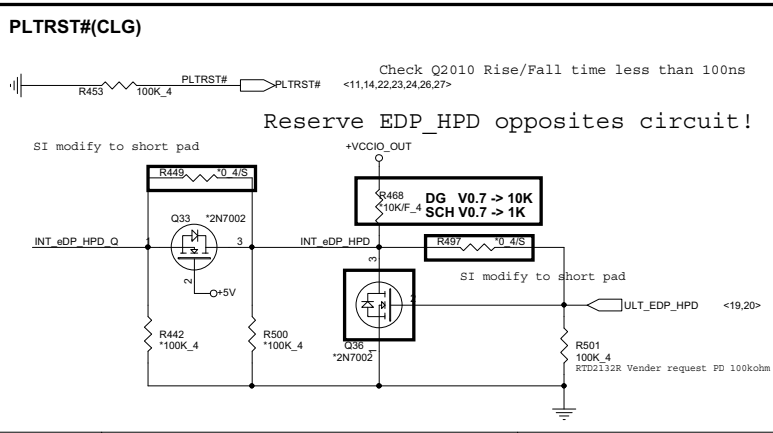 PLTRST#(CLG)
Check Q2010 Rise/Fall time less than 100ns
R453 100K_4 PLTRST# PLTRST# <11,14,22,23,24,26,27>
Reserve EDP_HPD opposites circuit!
SI modify to short pad
+VCCIO_OUT
R449 *0_4/S
R468
*10K/F_4
DG V0.7 -> 10K
SCH V0.7 -> 1K
Q33 *2N7002
INT_eDP_HPD_Q 1 3 INT_eDP_HPD R497 *0_4/S
2
+5V
3
SI modify to short pad
2
ULT_EDP_HPD <19,20>
R442
*100K_4
R500
*100K_4
Q36
*2N7002
1
R501
100K_4
RTD2132R Vender request PD 100kohm